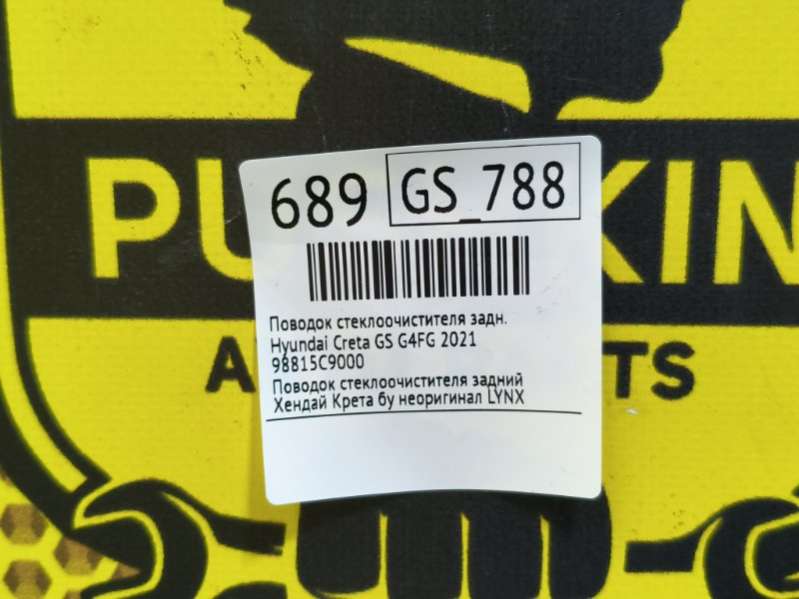 PU KIN
689 GS_788
Поводок стеклоочистителя задн.
Hyundai Creta GS G4FG 2021
98815C9000
Поводок стеклоочистителя задний
Хендай Крета бу неоригинал LYNX
A TS